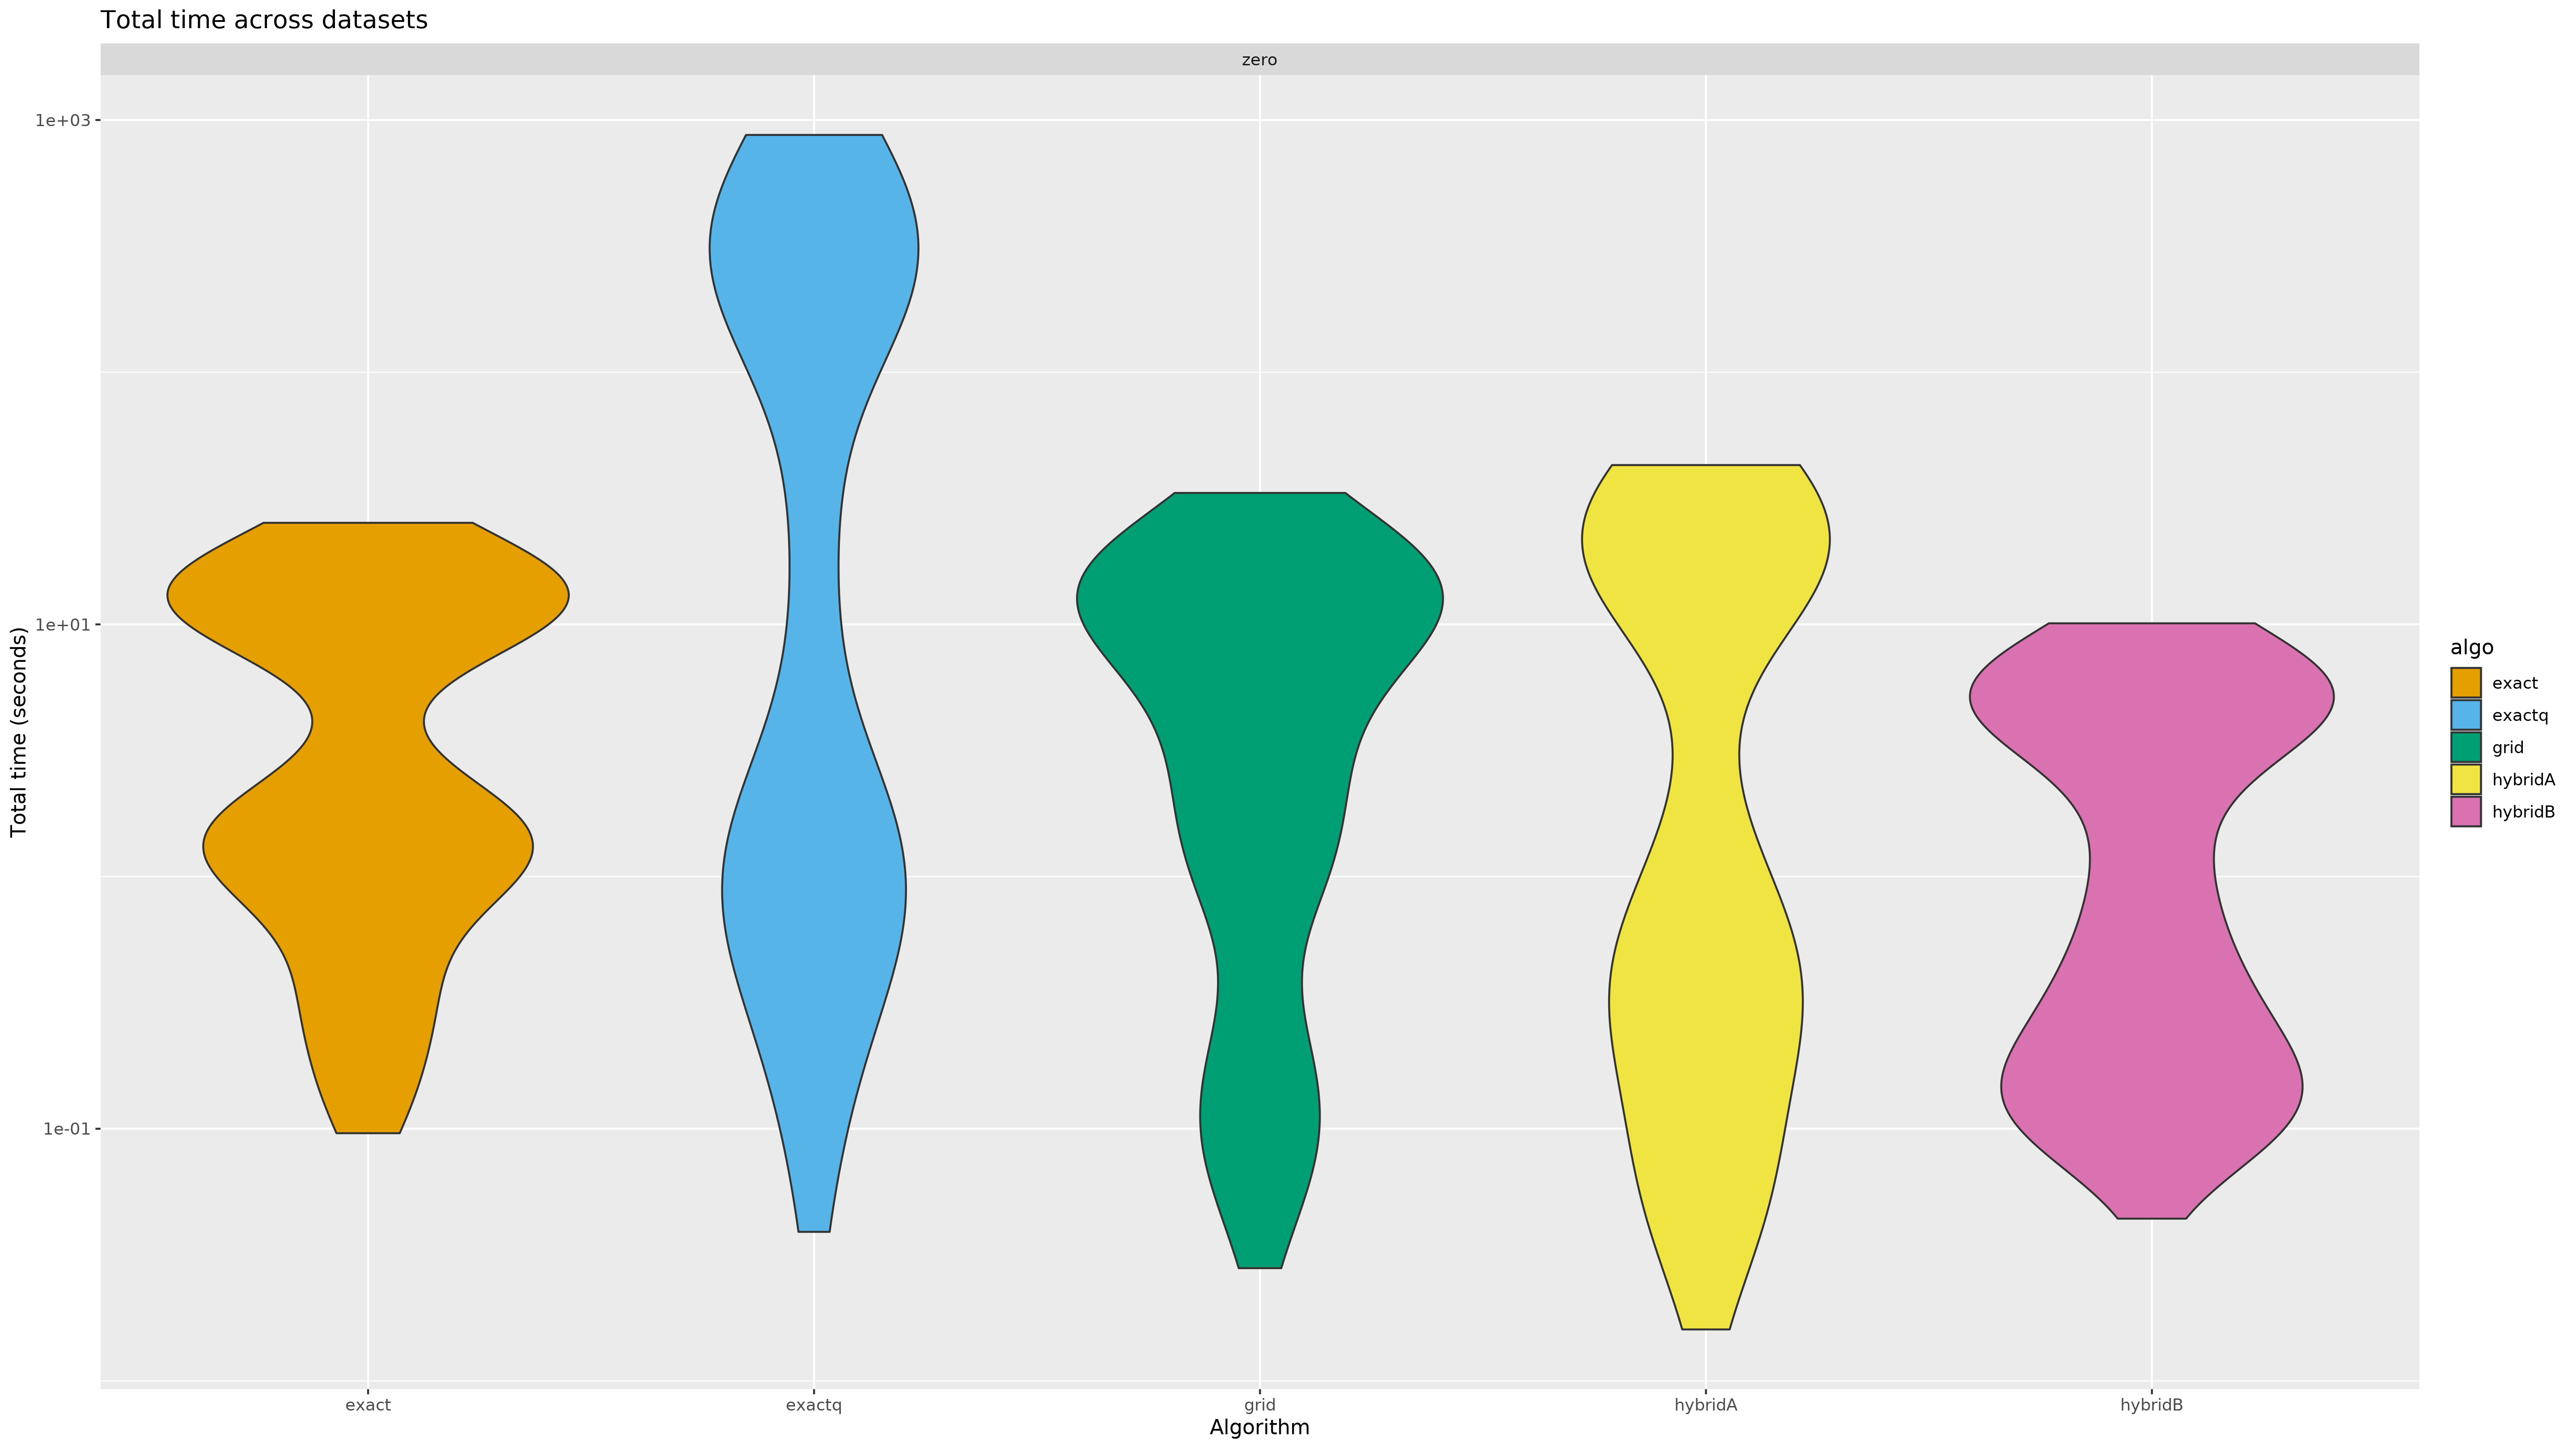 Total time across datasets
zero
1e+03
1e+01
1e-01
Total time (seconds)
exact
exactq
grid
hybridA
hybridB
Algorithm
algo
exact
exactq
grid
hybridA
hybridB